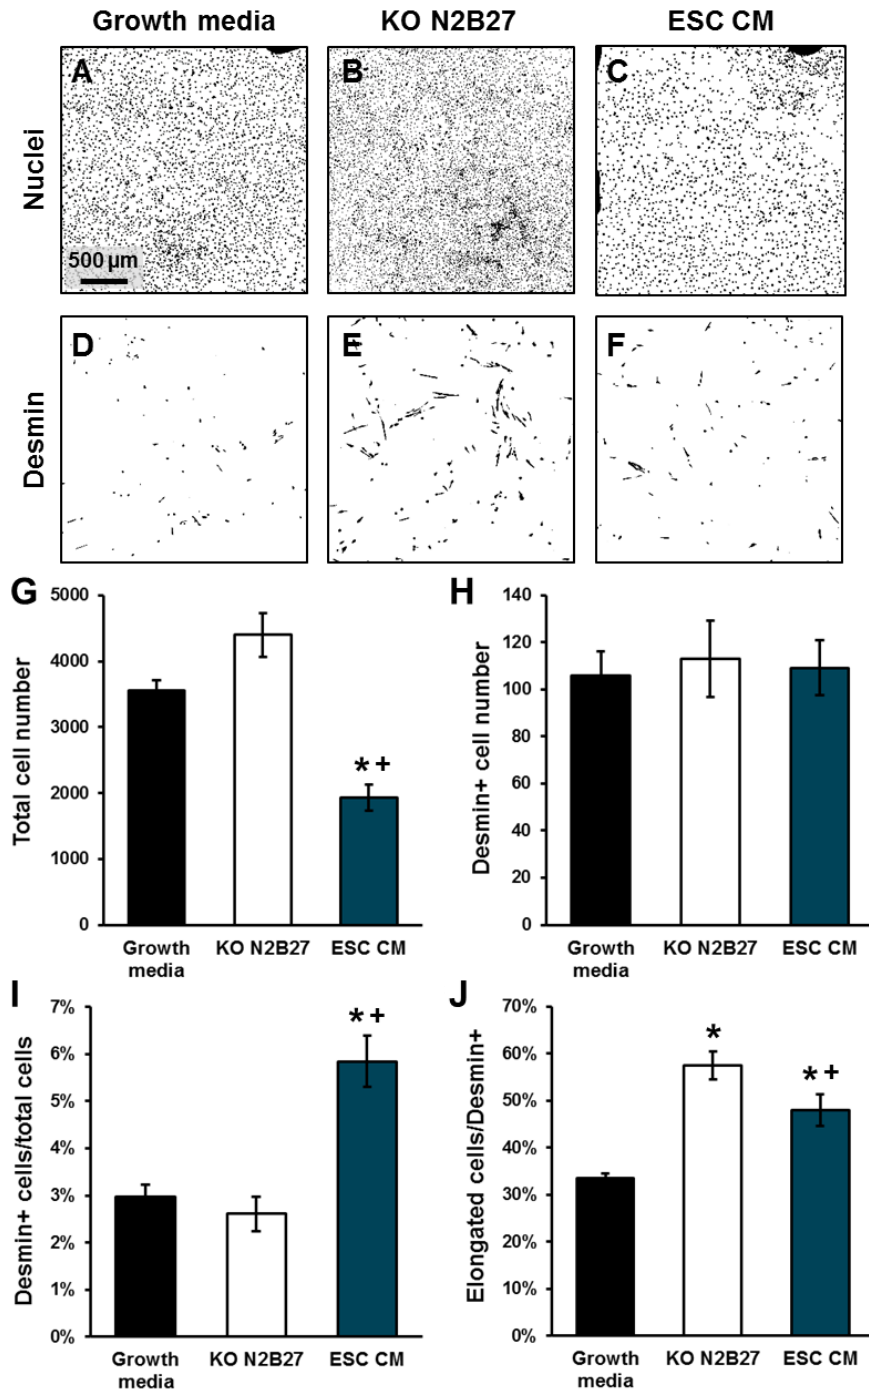 Growth media KO N2B27 ESC CM
Nuclei
A B C
500 µm
Desmin
D E F
G
Total cell number
5000
4000
3000
2000
1000
0
* +
Growth media KO N2B27 ESC CM
H
Desmin+ cell number
140
120
100
80
60
40
20
0
Growth media KO N2B27 ESC CM
I
Desmin+ cells/total cells
7%
6%
5%
4%
3%
2%
1%
0%
* +
Growth media KO N2B27 ESC CM
J
Elongated cells/Desmin+
70%
60%
50%
40%
30%
20%
10%
0%
*
* +
Growth media KO N2B27 ESC CM